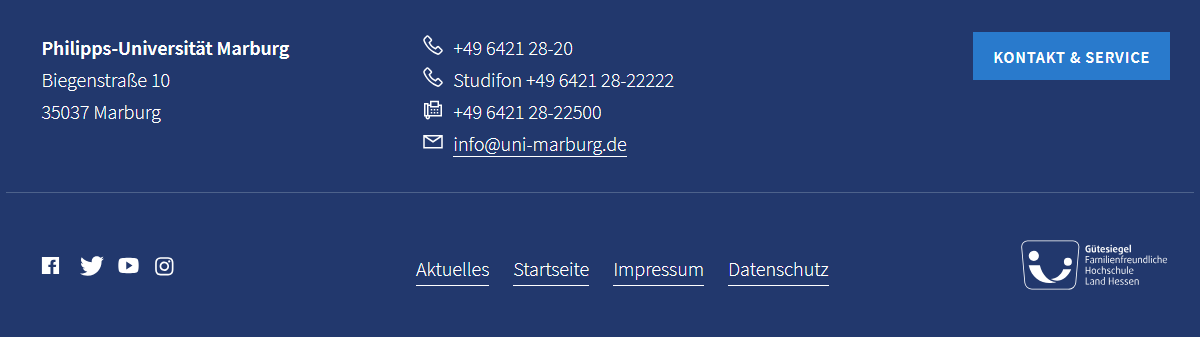 Philipps-Universität Marburg
Biegenstraße 10
35037 Marburg
+49 6421 28-20
Studifon +49 6421 28-22222
+49 6421 28-22500
info@uni-marburg.de
KONTAKT & SERVICE
Aktuelles Startseite Impressum Datenschutz
Gütesiegel
Familienfreundliche
Hochschule
Land Hessen